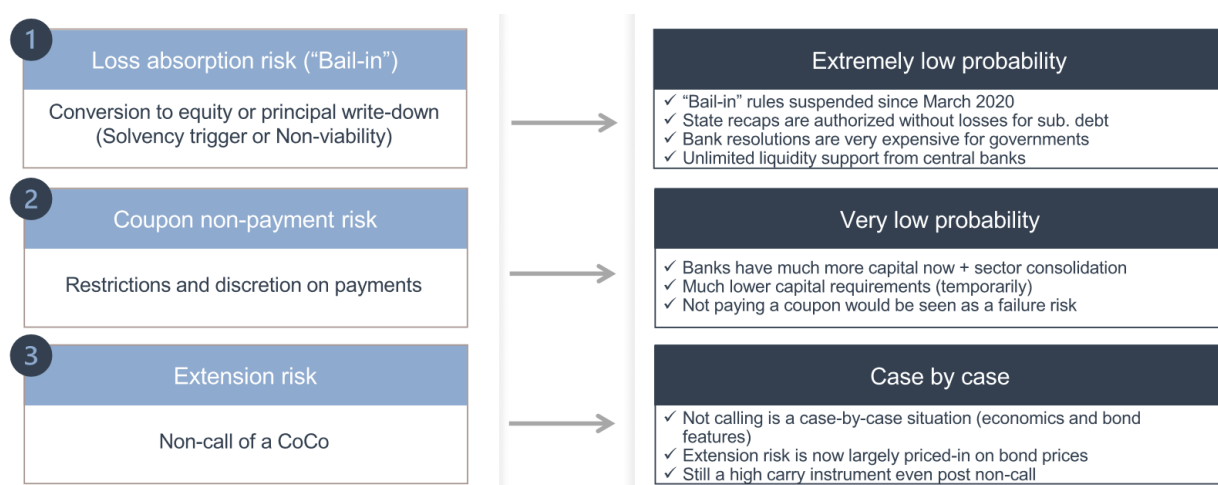 1
Loss absorption risk (“Bail-in”)
Conversion to equity or principal write-down
(Solvency trigger or Non-viability)
Extremely low probability
✓ “Bail-in” rules suspended since March 2020
✓ State recaps are authorized without losses for sub. debt
✓ Bank resolutions are very expensive for governments
✓ Unlimited liquidity support from central banks
2
Coupon non-payment risk
Restrictions and discretion on payments
Very low probability
✓ Banks have much more capital now + sector consolidation
✓ Much lower capital requirements (temporarily)
✓ Not paying a coupon would be seen as a failure risk
3
Extension risk
Non-call of a CoCo
Case by case
✓ Not calling is a case-by-case situation (economics and bond
features)
✓ Extension risk is now largely priced-in on bond prices
✓ Still a high carry instrument even post non-call